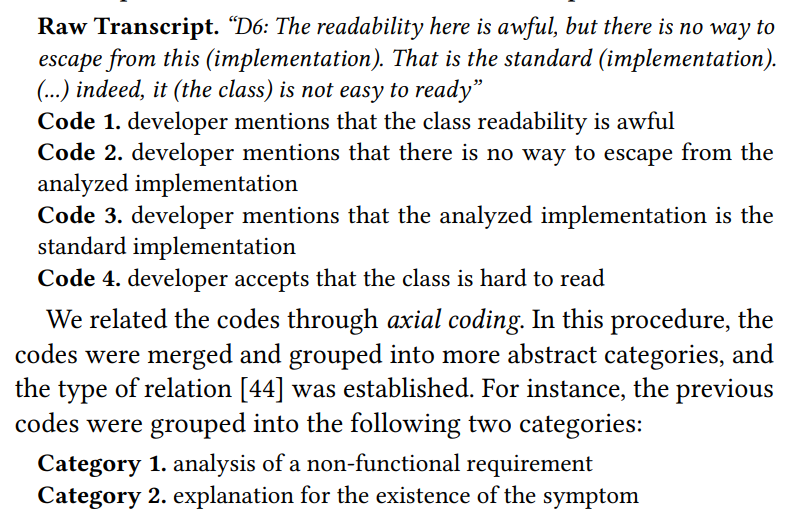 Raw Transcript. “D6: The readability here is awful, but there is no way to
escape from this (implementation). That is the standard (implementation).
(...) indeed, it (the class) is not easy to ready”
Code 1. developer mentions that the class readability is awful
Code 2. developer mentions that there is no way to escape from the
analyzed implementation
Code 3. developer mentions that the analyzed implementation is the
standard implementation
Code 4. developer accepts that the class is hard to read
We related the codes through axial coding. In this procedure, the
codes were merged and grouped into more abstract categories, and
the type of relation [44] was established. For instance, the previous
codes were grouped into the following two categories:
Category 1. analysis of a non-functional requirement
Category 2. explanation for the existence of the symptom